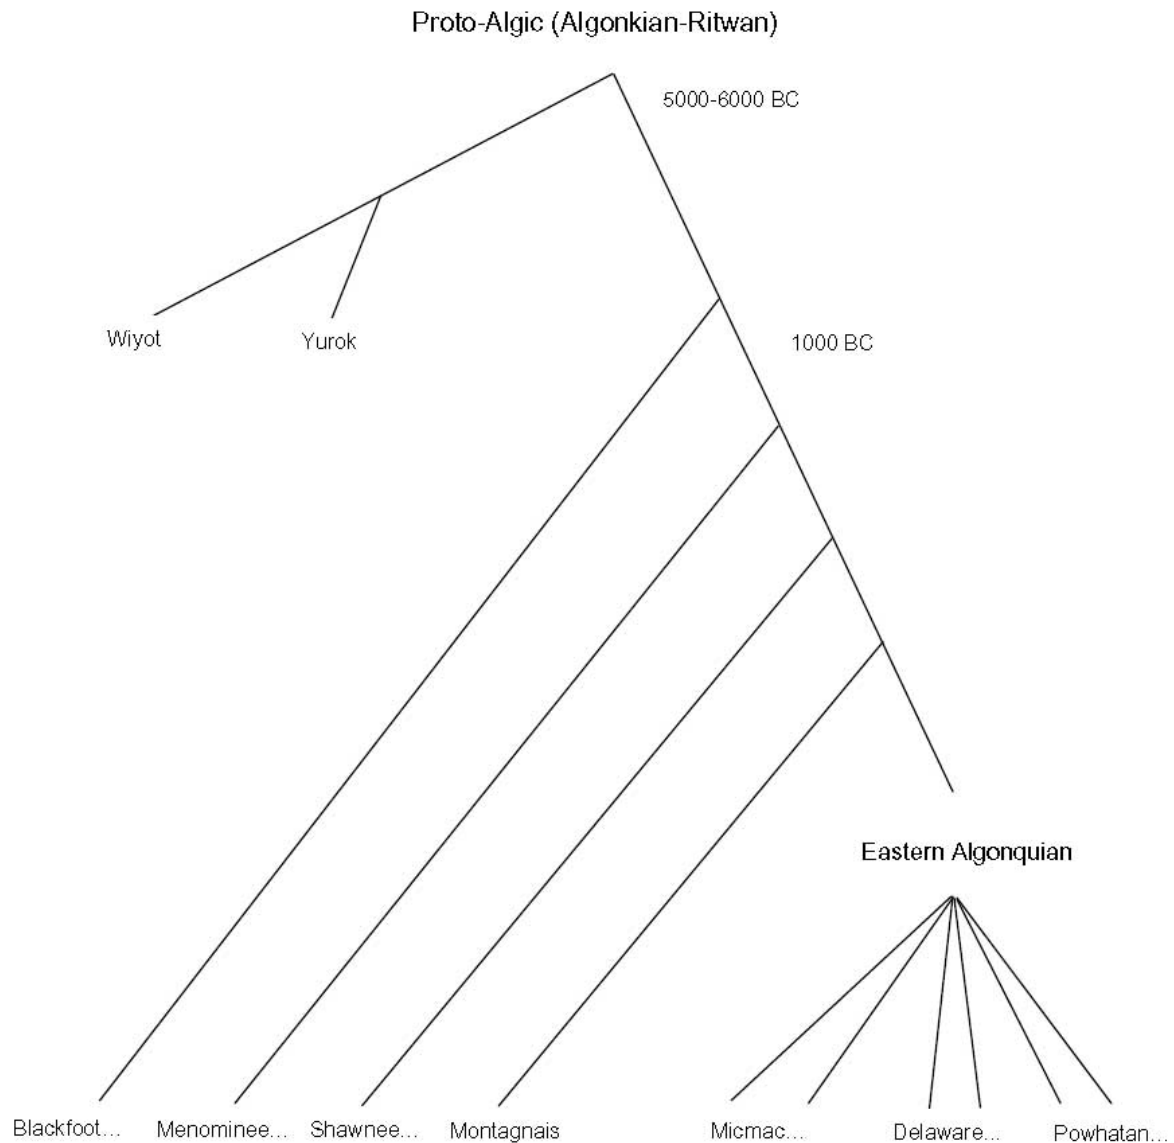 Proto-Algic (Algonkian-Ritwan)
5000-6000 BC
Wiyot
Yurok
1000 BC
Eastern Algonquian
Blackfoot...
Menominee...
Shawnee...
Montagnais
Micmac...
Delaware...
Powhatan...